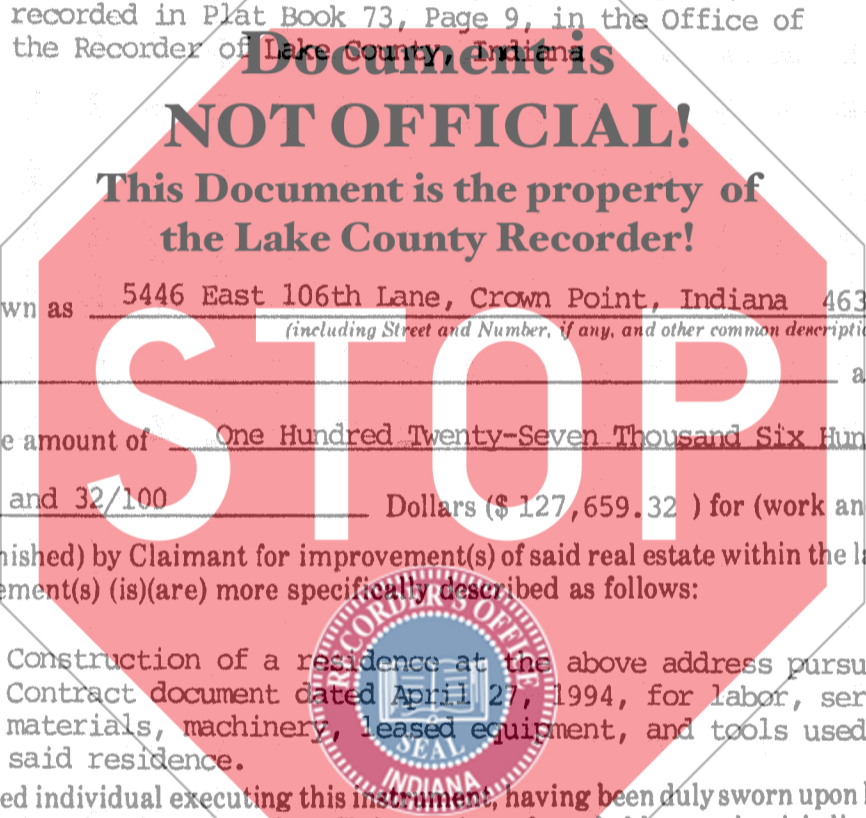 recorded in Plat Book 73, Page 9, in the Office of
the Recorder of Lake County, Indiana
Document is
NOT OFFICIAL!
This Document is the property of
the Lake County Recorder!
wn as 5446 East 106th Lane, Crown Point, Indiana 463
(including Street and Number, if any, and other common descriptio
a
e amount of One Hundred Twenty-Seven Thousand Six Hun
and 32/100 Dollars ($ 127,659.32 ) for (work an
STOP
nished) by Claimant for improvement(s) of said real estate within the la
ement(s) (is)(are) more specifically described as follows:
RECORDER'S OFFICE
SEAL
INDIANA
Construction of a residence at the above address pursu
Contract document dated April 27, 1994, for labor, ser
materials, machinery, leased equipment, and tools used
said residence.
ed individual executing this instrument, having been duly sworn upon